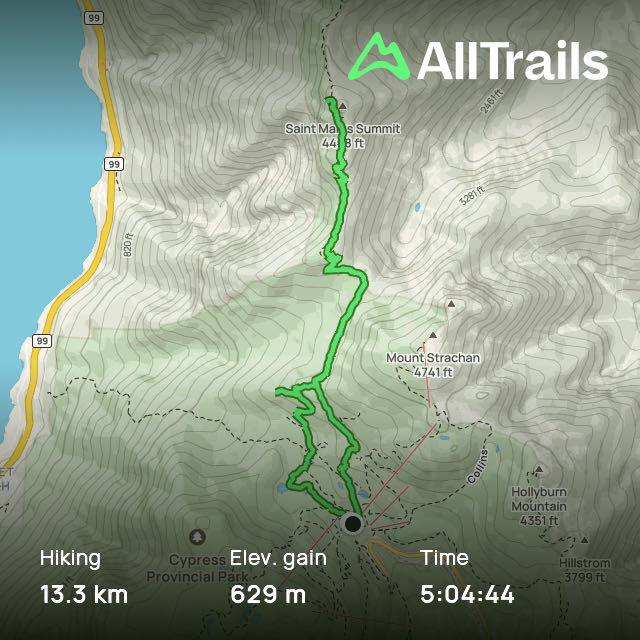 99
AllTrails
2461 ft
Saint Marks Summit
99
3281 ft
820 ft
99
Mount Strachan
4741 ft
Collins
Hollyburn
Mountain
4351 ft
Hiking
Elev. gain
Time
Cypress
Provincial Park
Hillstrom
3799 ft
13.3 km
629 m
5:04:44